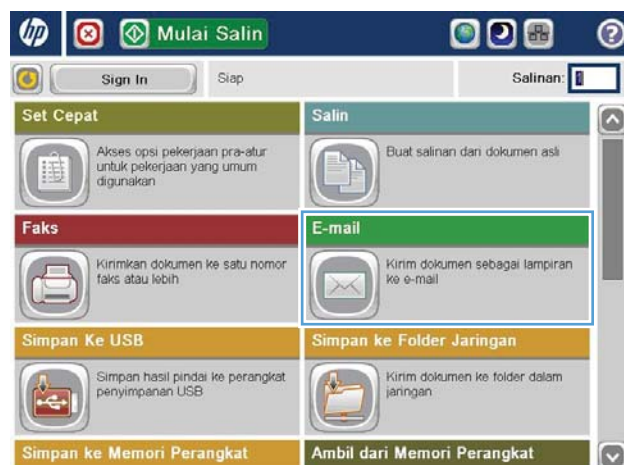 hp
Mulai Salin
?
Sign In
Siap
Salinan: 1
Set Cepat
Akses opsi pekerjaan pra-atur
untuk pekerjaan yang umum
digunakan
Salin
Buat salinan dari dokumen asli
Faks
Kirimkan dokumen ke satu nomor
faks atau lebih
E-mail
Kirim dokumen sebagai lampiran
ke e-mail
Simpan Ke USB
Simpan hasil pindai ke perangkat
penyimpanan USB
Simpan ke Folder Jaringan
Kirim dokumen ke folder dalam
jaringan
Simpan ke Memori Perangkat
Ambil dari Memori Perangkat